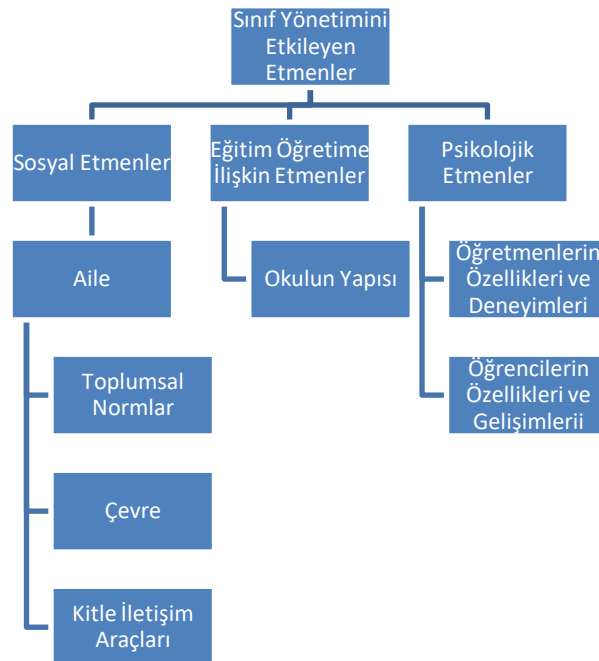 Sınıf Yönetimini
Etkileyen
Etmenler
Sosyal Etmenler
Eğitim Öğretime
İlişkin Etmenler
Psikolojik
Etmenler
Aile
Okulun Yapısı
Öğretmenlerin
Özellikleri ve
Deneyimleri
Toplumsal
Normlar
Öğrencilerin
Özellikleri ve
Gelişimlerii
Çevre
Kitle İletişim
Araçları